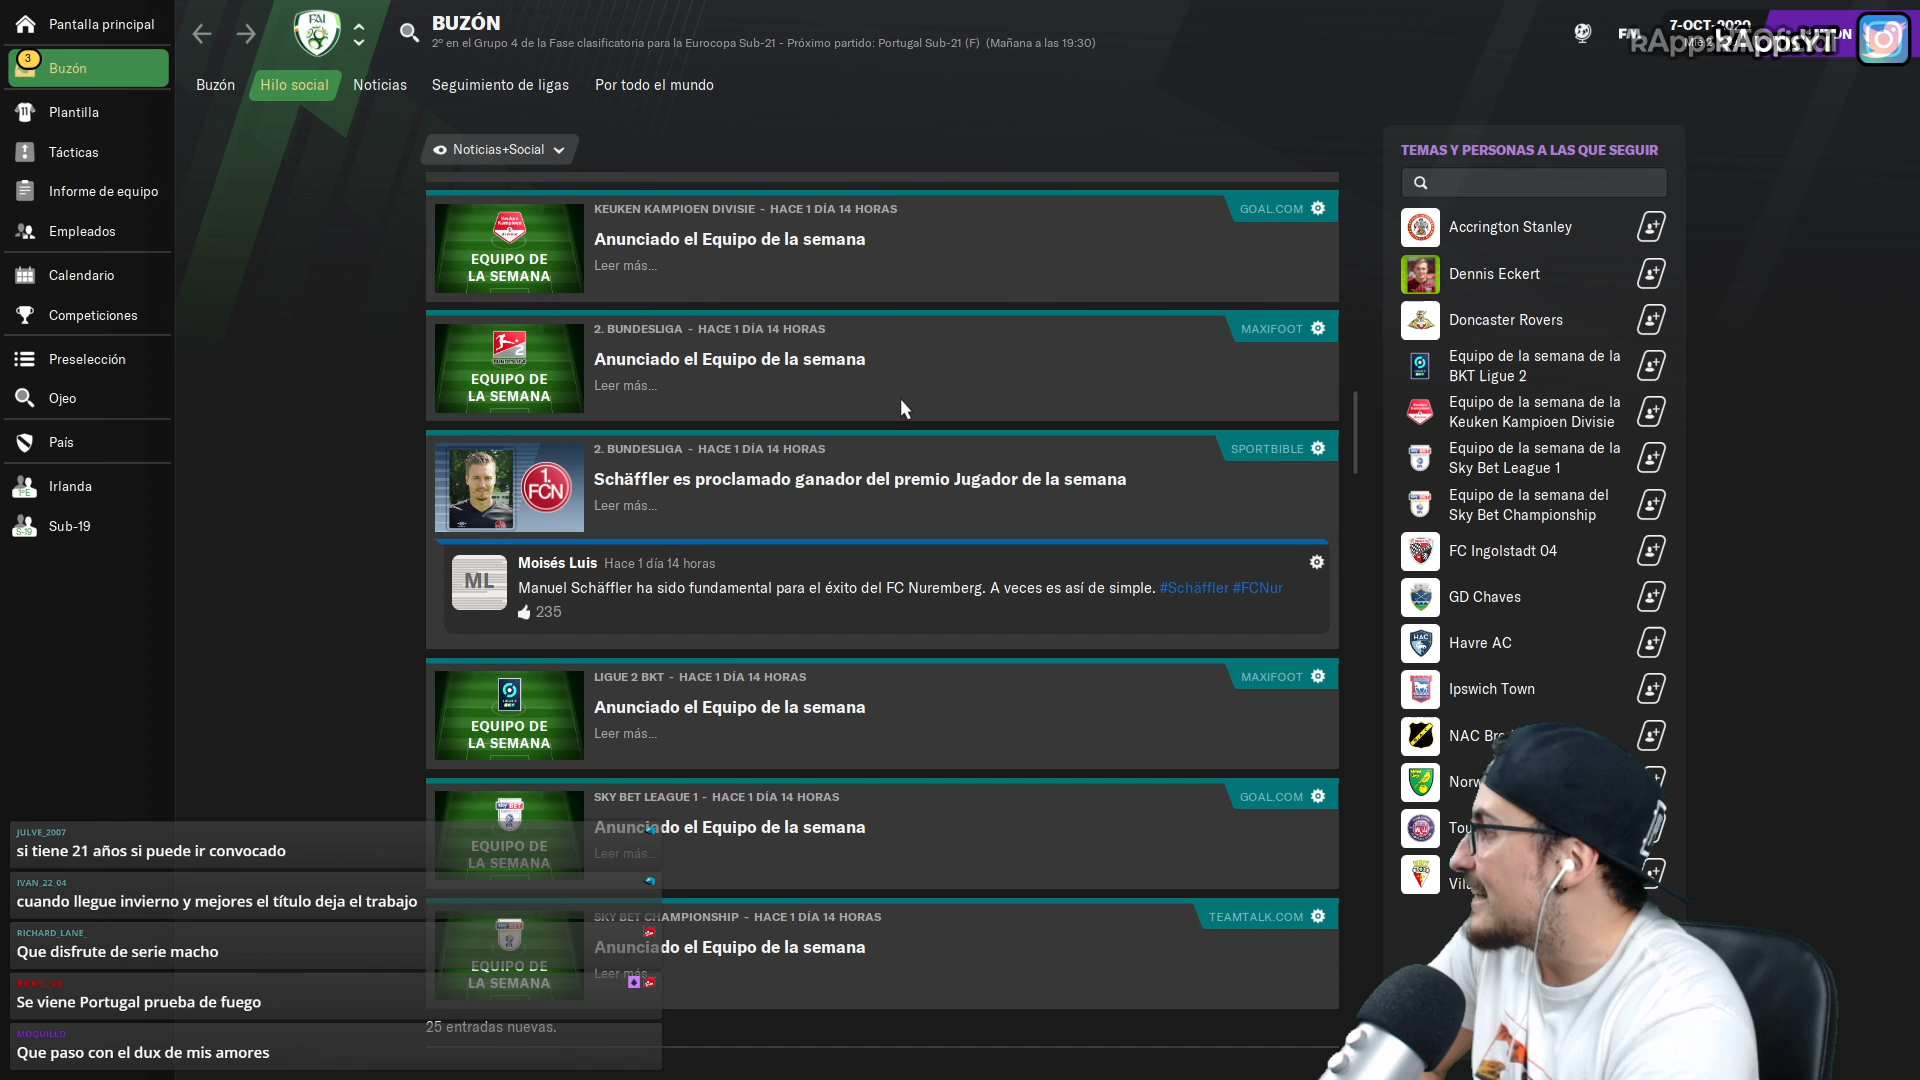 Pantalla principal
3
Buzón
Plantilla
Tácticas
Informe de equipo
Empleados
Calendario
Competiciones
Preselección
Ojeo
País
Irlanda
Sub-19
FAI
BUZÓN
2º en el Grupo 4 de la Fase clasificatoria para la Eurocopa Sub-21 - Próximo partido: Portugal Sub-21 (F) (Mañana a las 19:30)
7-OCT-2020
FM
rAppsYT
Buzón
Hilo social
Noticias
Seguimiento de ligas
Por todo el mundo
Noticias+Social
KEUKEN KAMPIOEN DIVISIE - HACE 1 DÍA 14 HORAS
GOAL.COM
EQUIPO DE
LA SEMANA
Anunciado el Equipo de la semana
Leer más...
2. BUNDESLIGA - HACE 1 DÍA 14 HORAS
MAXIFOOT
EQUIPO DE
LA SEMANA
Anunciado el Equipo de la semana
Leer más...
2. BUNDESLIGA - HACE 1 DÍA 14 HORAS
SPORTBIBLE
1.
FCN
Schäffler es proclamado ganador del premio Jugador de la semana
Leer más...
ML
Moisés Luis Hace 1 día 14 horas
Manuel Schäffler ha sido fundamental para el éxito del FC Nuremberg. A veces es así de simple. #Schäffler #FCNur
235
LIGUE 2 BKT - HACE 1 DÍA 14 HORAS
MAXIFOOT
EQUIPO DE
LA SEMANA
Anunciado el Equipo de la semana
Leer más...
SKY BET LEAGUE 1 - HACE 1 DÍA 14 HORAS
GOAL.COM
EQUIPO DE
LA SEMANA
Anunciado el Equipo de la semana
Leer más...
SKY BET CHAMPIONSHIP - HACE 1 DÍA 14 HORAS
TEAMTALK.COM
EQUIPO DE
LA SEMANA
Anunciado el Equipo de la semana
Leer más...
25 entradas nuevas.
TEMAS Y PERSONAS A LAS QUE SEGUIR
Accrington Stanley
Dennis Eckert
Doncaster Rovers
Equipo de la semana de la
BKT Ligue 2
Equipo de la semana de la
Keuken Kampioen Divisie
Equipo de la semana de la
Sky Bet League 1
Equipo de la semana del
Sky Bet Championship
FC Ingolstadt 04
GD Chaves
Havre AC
Ipswich Town
NAC
JULVE_2007
si tiene 21 años si puede ir convocado
IVAN_22_04
cuando llegue invierno y mejores el título deja el trabajo
RICHARD_LANE_
Que disfrute de serie macho
Se viene Portugal prueba de fuego
MOQUILLO
Que paso con el dux de mis amores